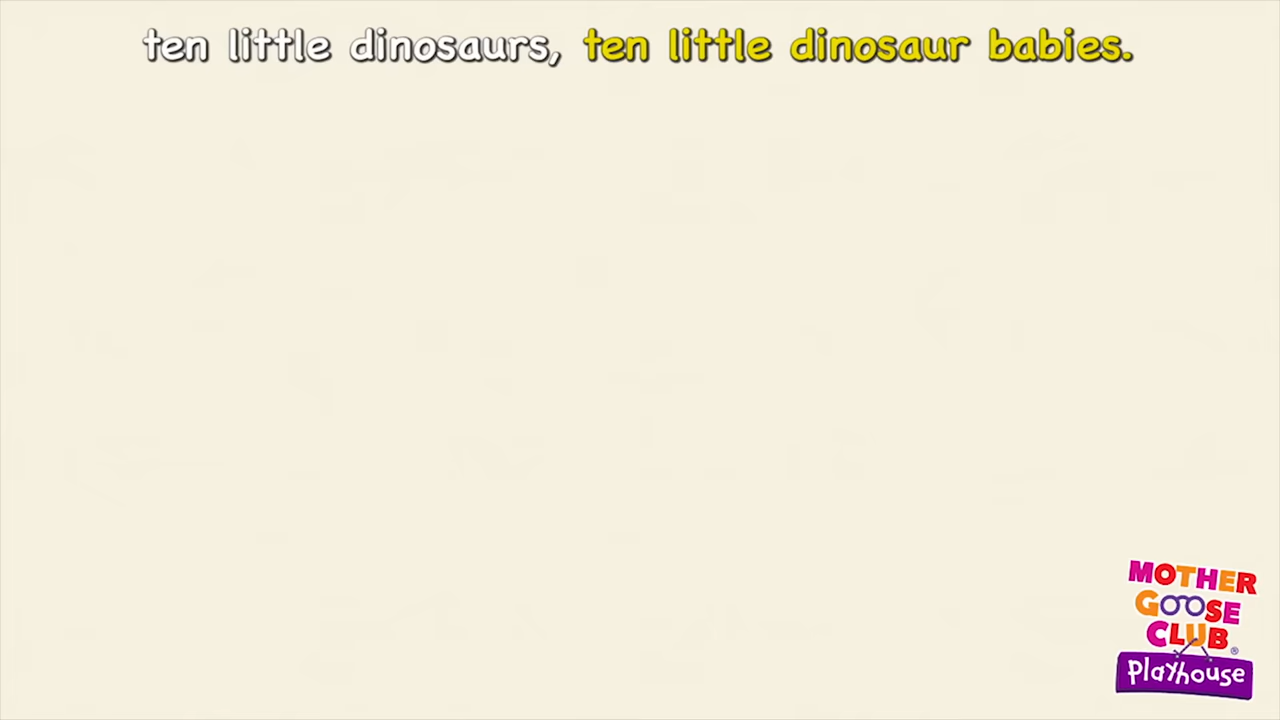 ten little dinosaurs, ten little dinosaur babies.
MOTHER
GOOSE
CLUB®
Playhouse